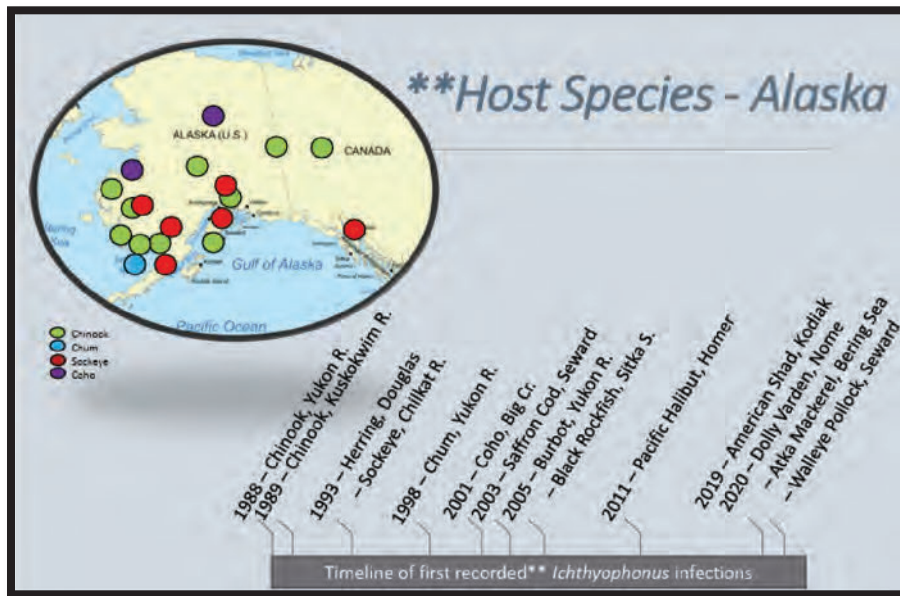 **Host Species - Alaska
ALASKA (U.S.)
CANADA
Gulf of Alaska
Pacific Ocean
Chinook
Chum
Sockeye
Coho
1988 – Chinook, Yukon R.
1989 – Chinook, Kuskokwim R.
1993 – Herring, Douglas
– Sockeye, Chilkat R.
1998 – Chum, Yukon R.
2001 – Coho, Big Cr.
2003 – Saffron Cod, Seward
2005 – Burbot, Yukon R.
– Black Rockfish, Sitka S.
2011 – Pacific Halibut, Homer
2019 – American Shad, Kodiak
2020 – Dolly Varden, Nome
– Atka Mackerel, Bering Sea
– Walleye Pollock, Seward
Timeline of first recorded** Ichthyophonus infections